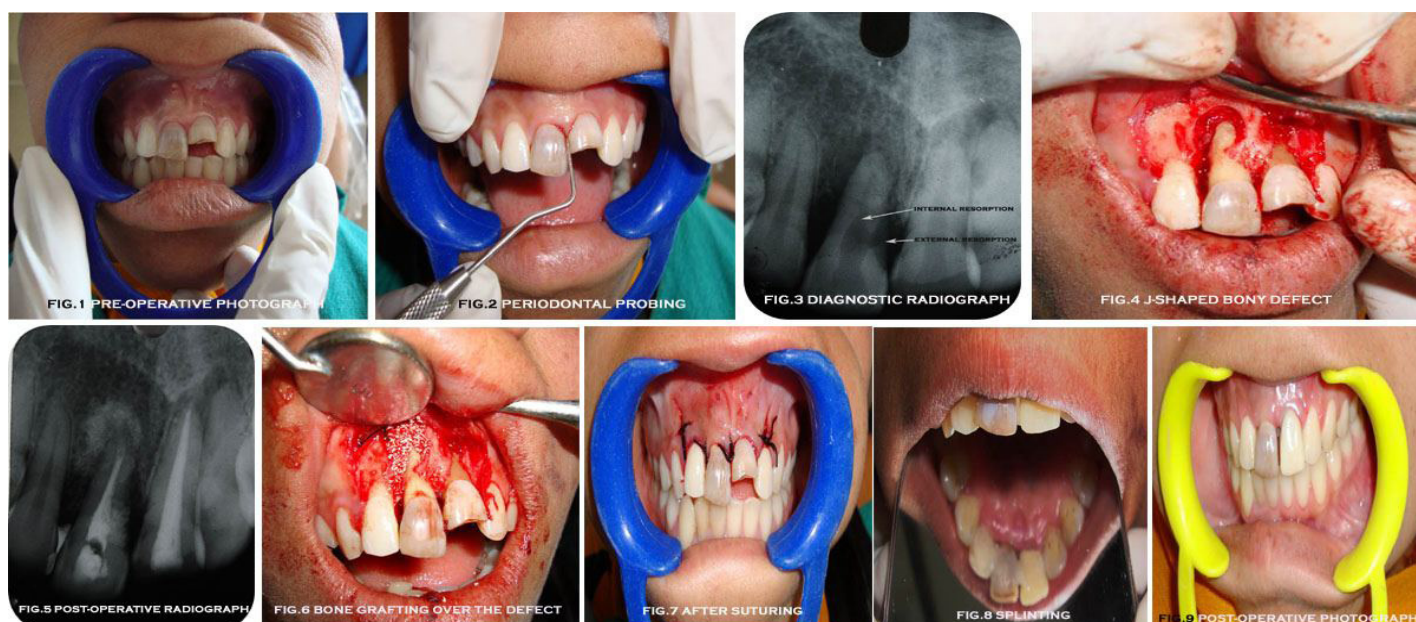 FIG.1 PRE-OPERATIVE PHOTOGRAPH
FIG.2 PERIODONTAL PROBING
INTERNAL RESORPTION
EXTERNAL RESORPTION
FIG.3 DIAGNOSTIC RADIOGRAPH
FIG.4 J-SHAPED BONY DEFECT
FIG.5 POST-OPERATIVE RADIOGRAPH
FIG.6 BONE GRAFTING OVER THE DEFECT
FIG.7 AFTER SUTURING
FIG.8 SPLINTING
FIG.9 POST-OPERATIVE PHOTOGRAPH